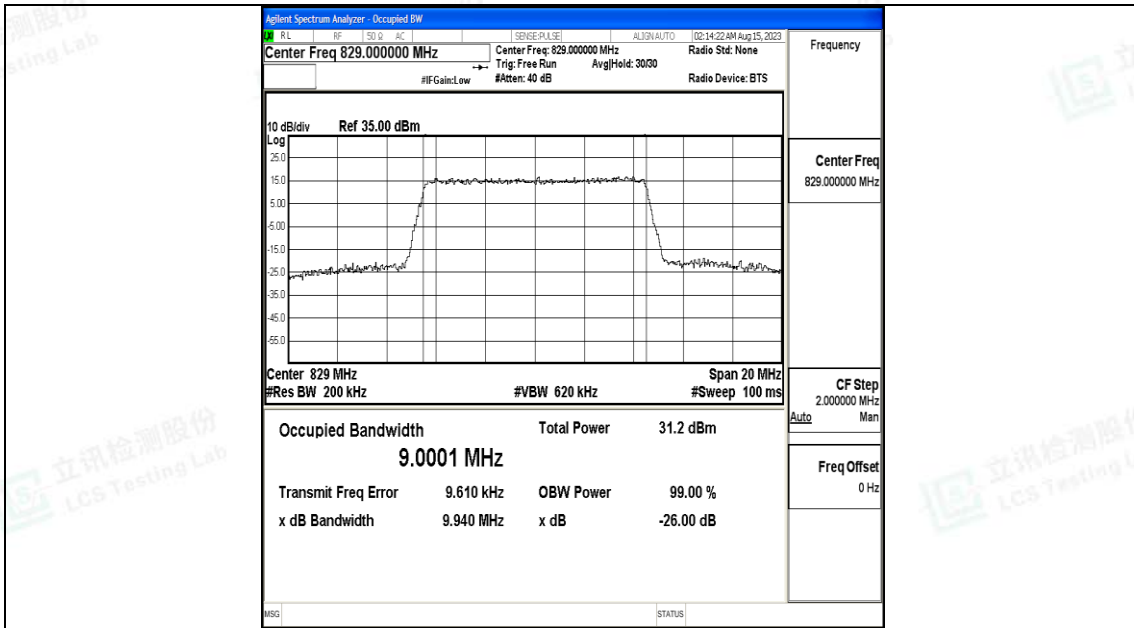 Agilent Spectrum Analyzer - Occupied BW
RL RF 50 Ω AC SENSE:PULSE ALIGN AUTO 02:14:22 AM Aug 15, 2023
Center Freq 829.000000 MHz
Center Freq: 829.000000 MHz
Radio Std: None
Trig: Free Run Avg|Hold: 30/30
#IFGain:Low
#Atten: 40 dB
Radio Device: BTS
10 dB/div Ref 35.00 dBm
Log
25.0
15.0
5.00
-5.00
-15.0
-25.0
-35.0
-45.0
-55.0
Center 829 MHz
Span 20 MHz
#Res BW 200 kHz
#VBW 620 kHz
#Sweep 100 ms
Occupied Bandwidth
Total Power 31.2 dBm
9.0001 MHz
Transmit Freq Error 9.610 kHz
OBW Power 99.00 %
x dB Bandwidth 9.940 MHz
x dB -26.00 dB
MSG
STATUS
Frequency
Center Freq
829.000000 MHz
CF Step
2.000000 MHz
Auto Man
Freq Offset
0 Hz
立讯检测股份
LCS Testing Lab
立讯检测股份